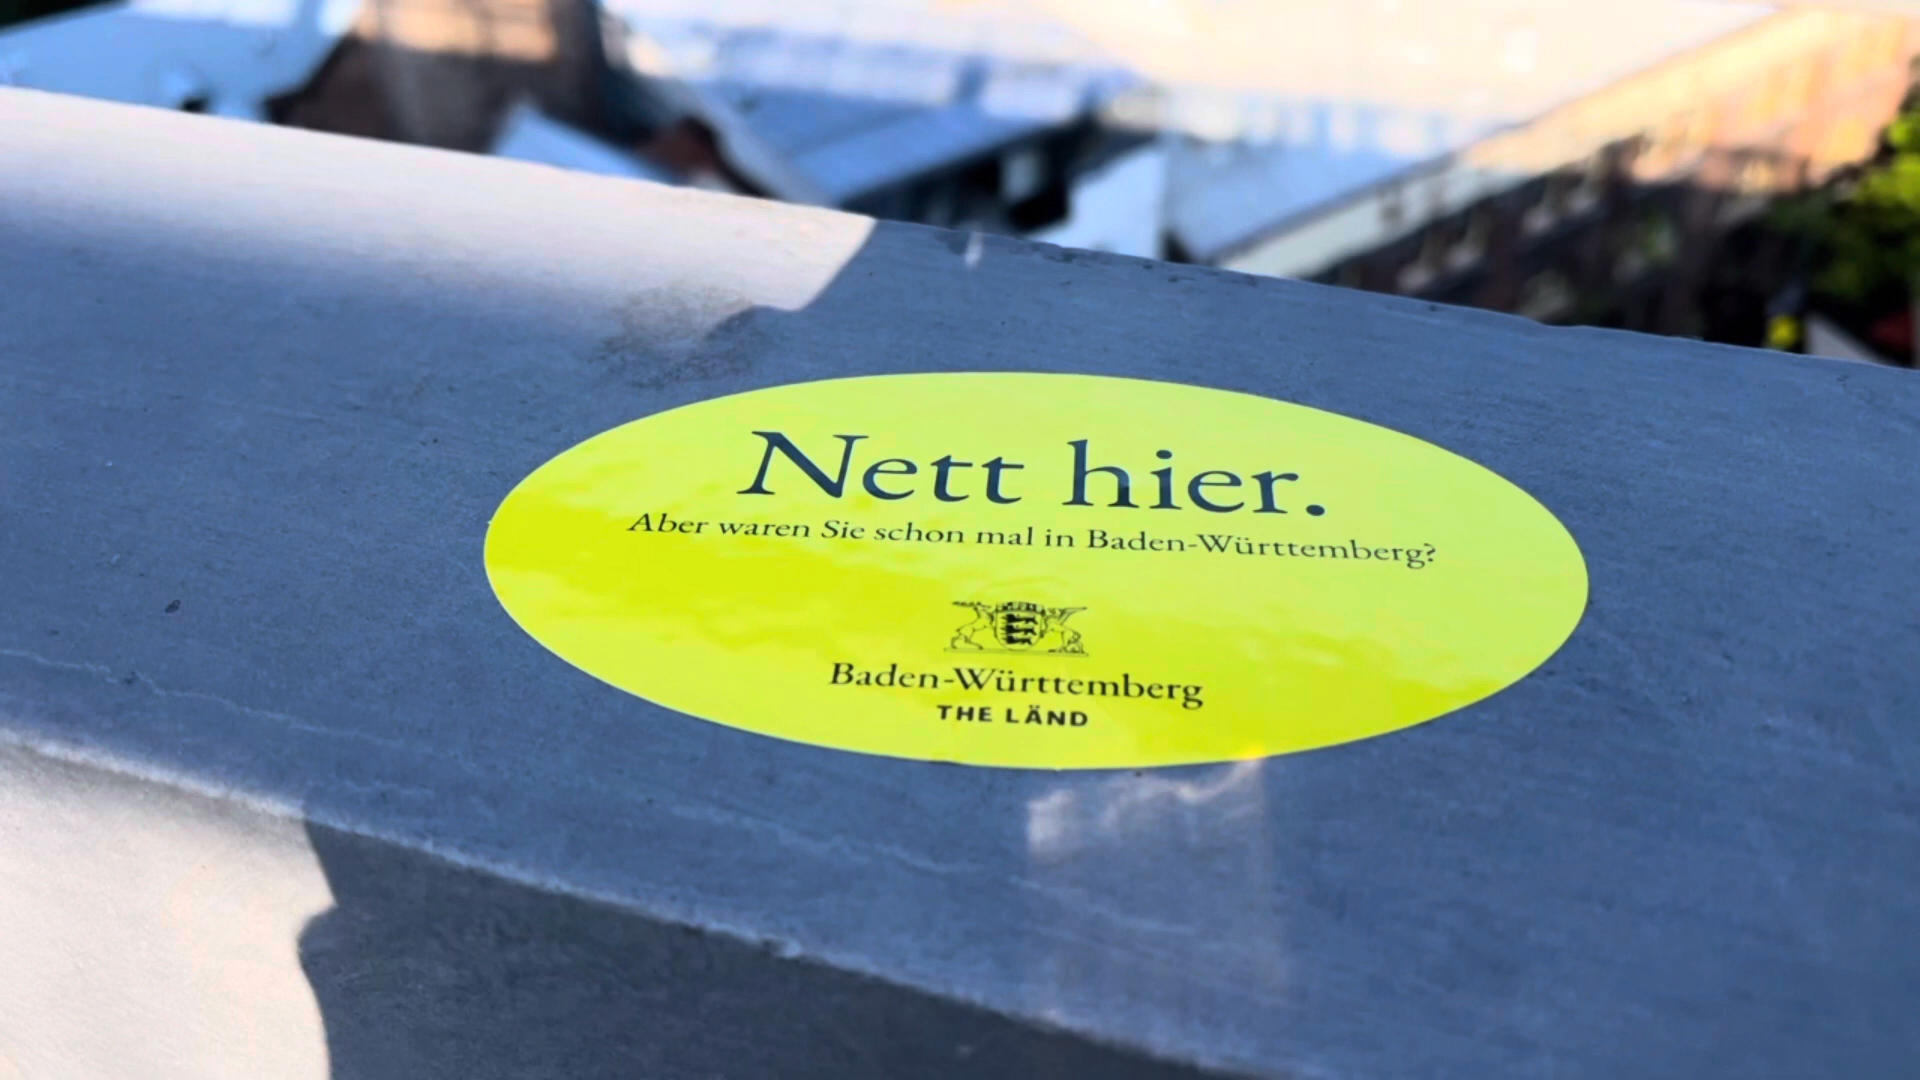 Nett hier.
Aber waren Sie schon mal in Baden-Württemberg?
Baden-Württemberg
THE LÄND